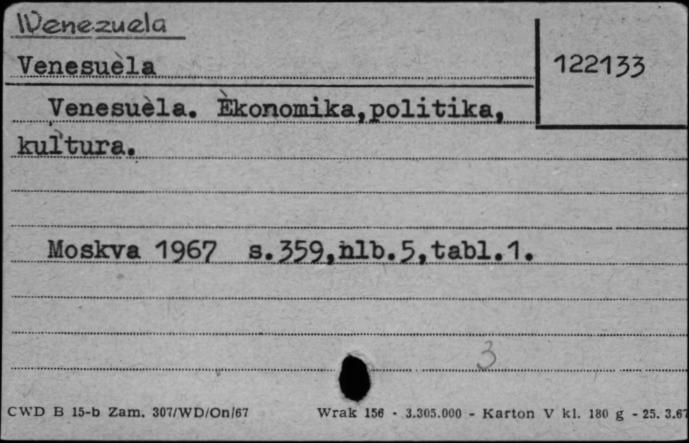 Wenezuela
Venesuèla
122133
Venesuèla. Èkonomika,politika,
kul'tura.
Moskva 1967 s.359,nlb.5,tabl.1.
3
CWD B 15-b Zam. 307/WD/On/67 Wrak 156 - 3.305.000 - Karton V kl. 180 g - 25. 3.67